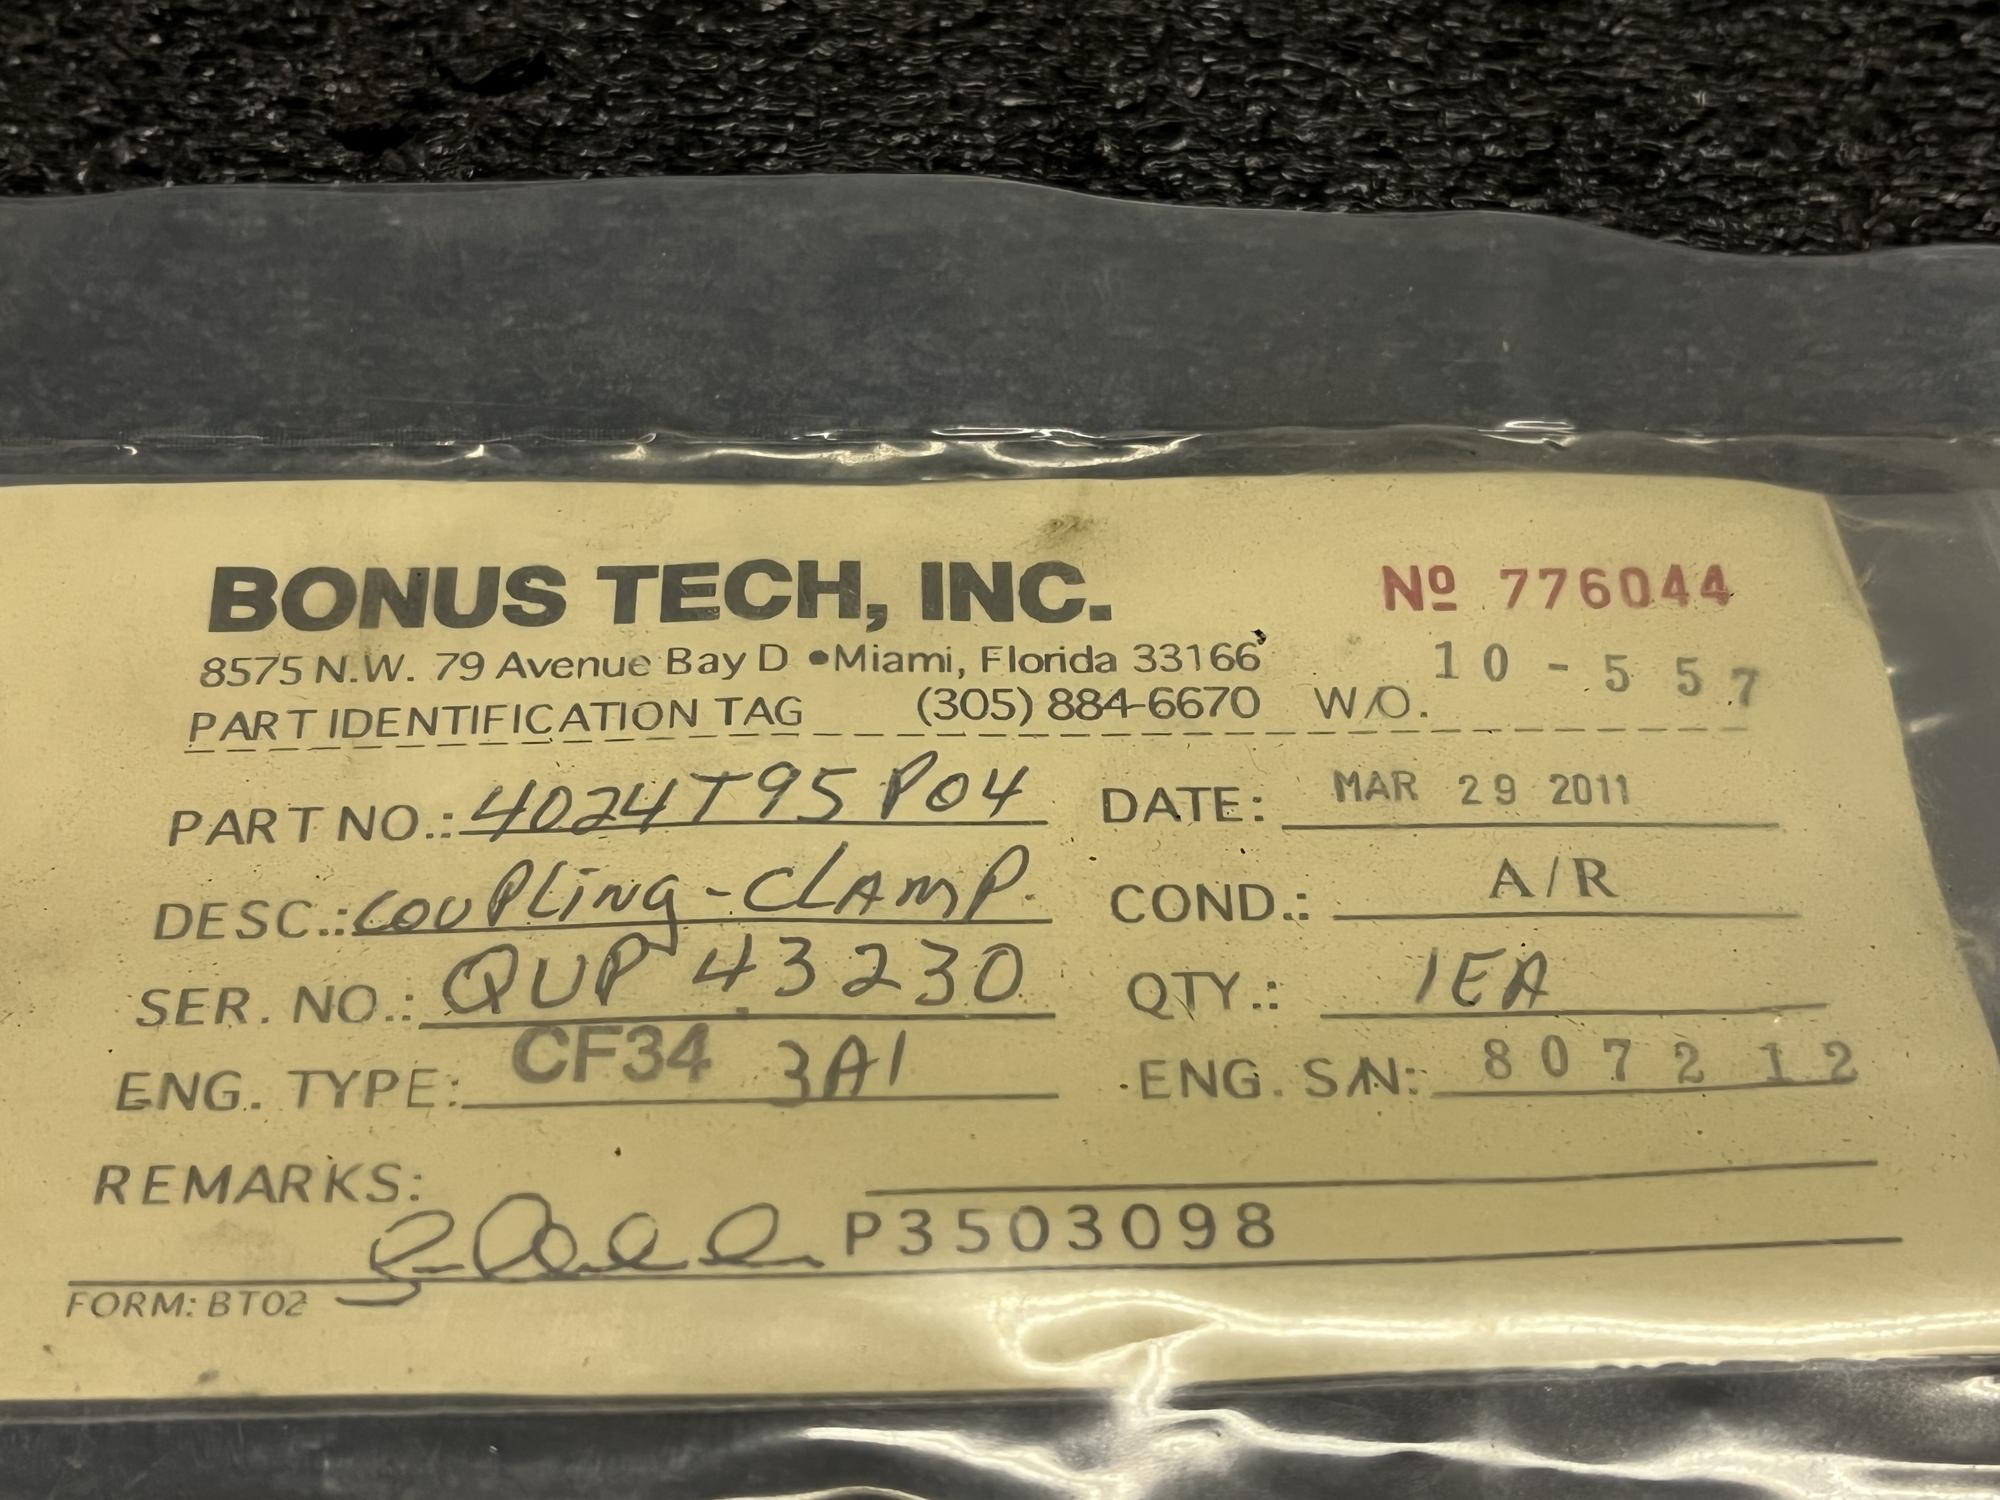 BONUS TECH, INC. Nº 776044
8575 N.W. 79 Avenue Bay D • Miami, Florida 33166
PART IDENTIFICATION TAG (305) 884-6670 W/O. 10-557
PART NO.: 4024T95P04 DATE: MAR 29 2011
DESC.: COUPLING-CLAMP. COND.: A/R
SER. NO.: QUP43230 QTY.: 1EA
ENG. TYPE: CF34 3A1 ENG. S/N: 807212
REMARKS:
P3503098
FORM: BT02